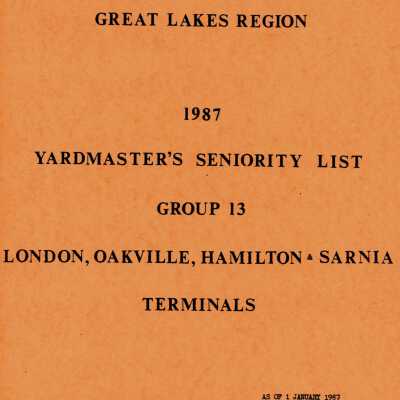 GREAT LAKES REGION
1987
YARDMASTER'S SENIORITY LIST
GROUP 13
LONDON, OAKVILLE, HAMILTON & SARNIA
TERMINALS
AS OF 1 JANUARY 1987